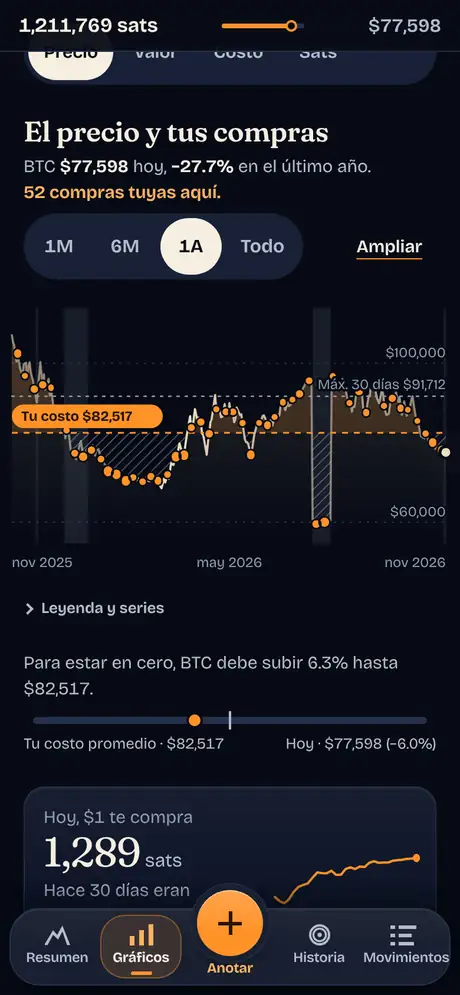 1,211,769 sats
$77,598
Precio
Valor
Costo
Sats
El precio y tus compras
BTC $77,598 hoy, −27.7% en el último año.
52 compras tuyas aquí.
1M
6M
1A
Todo
Ampliar
$100,000
Máx. 30 días $91,712
Tu costo $82,517
$60,000
nov 2025
may 2026
nov 2026
Leyenda y series
Para estar en cero, BTC debe subir 6.3% hasta
$82,517.
Tu costo promedio · $82,517
Hoy · $77,598 (−6.0%)
Hoy, $1 te compra
1,289 sats
Hace 30 días eran
Resumen
Gráficos
Anotar
Historia
Movimientos